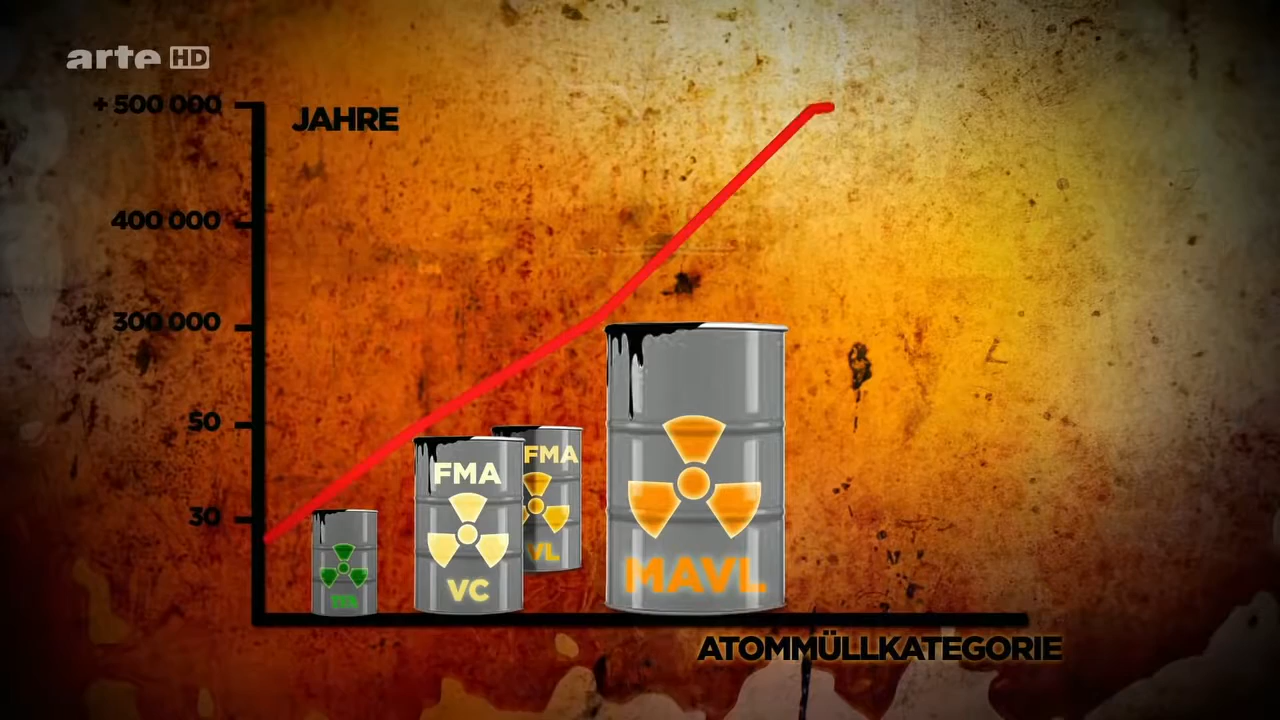 arte HD
+ 500 000
JAHRE
400 000
300 000
50
30
FMA
VC
FMA
VL
MAVL
ATOMMÜLLKATEGORIE